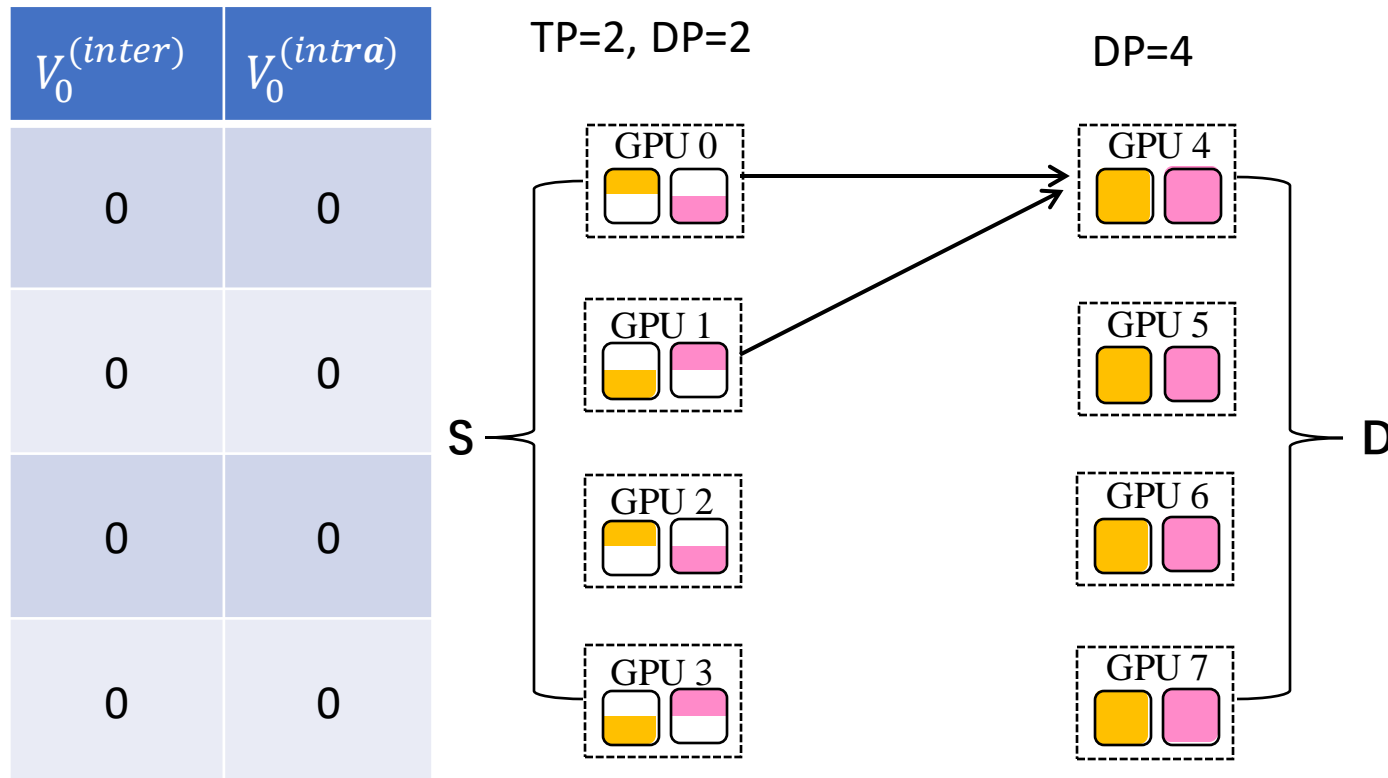 V_0^{(inter)} V_0^{(intra)}
0 0
0 0
0 0
0 0
TP=2, DP=2
DP=4
S
GPU 0
GPU 1
GPU 2
GPU 3
GPU 4
GPU 5
GPU 6
GPU 7
D